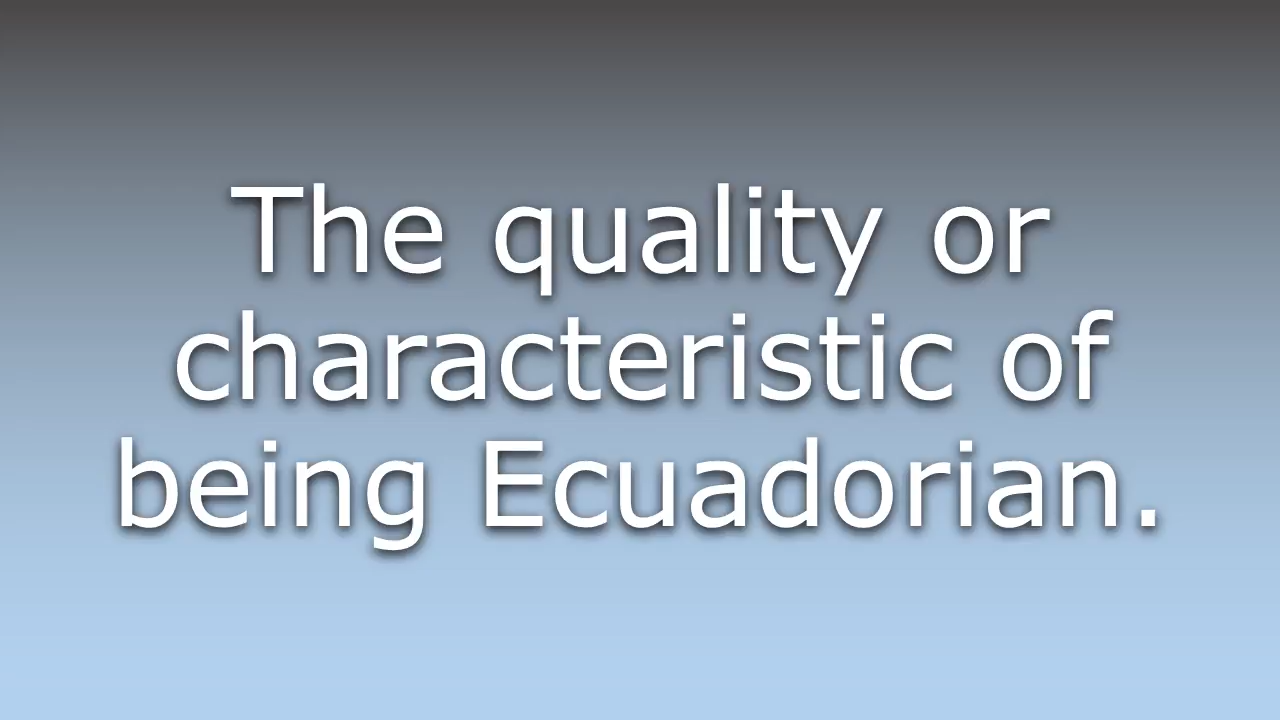 The quality or
characteristic of
being Ecuadorian.